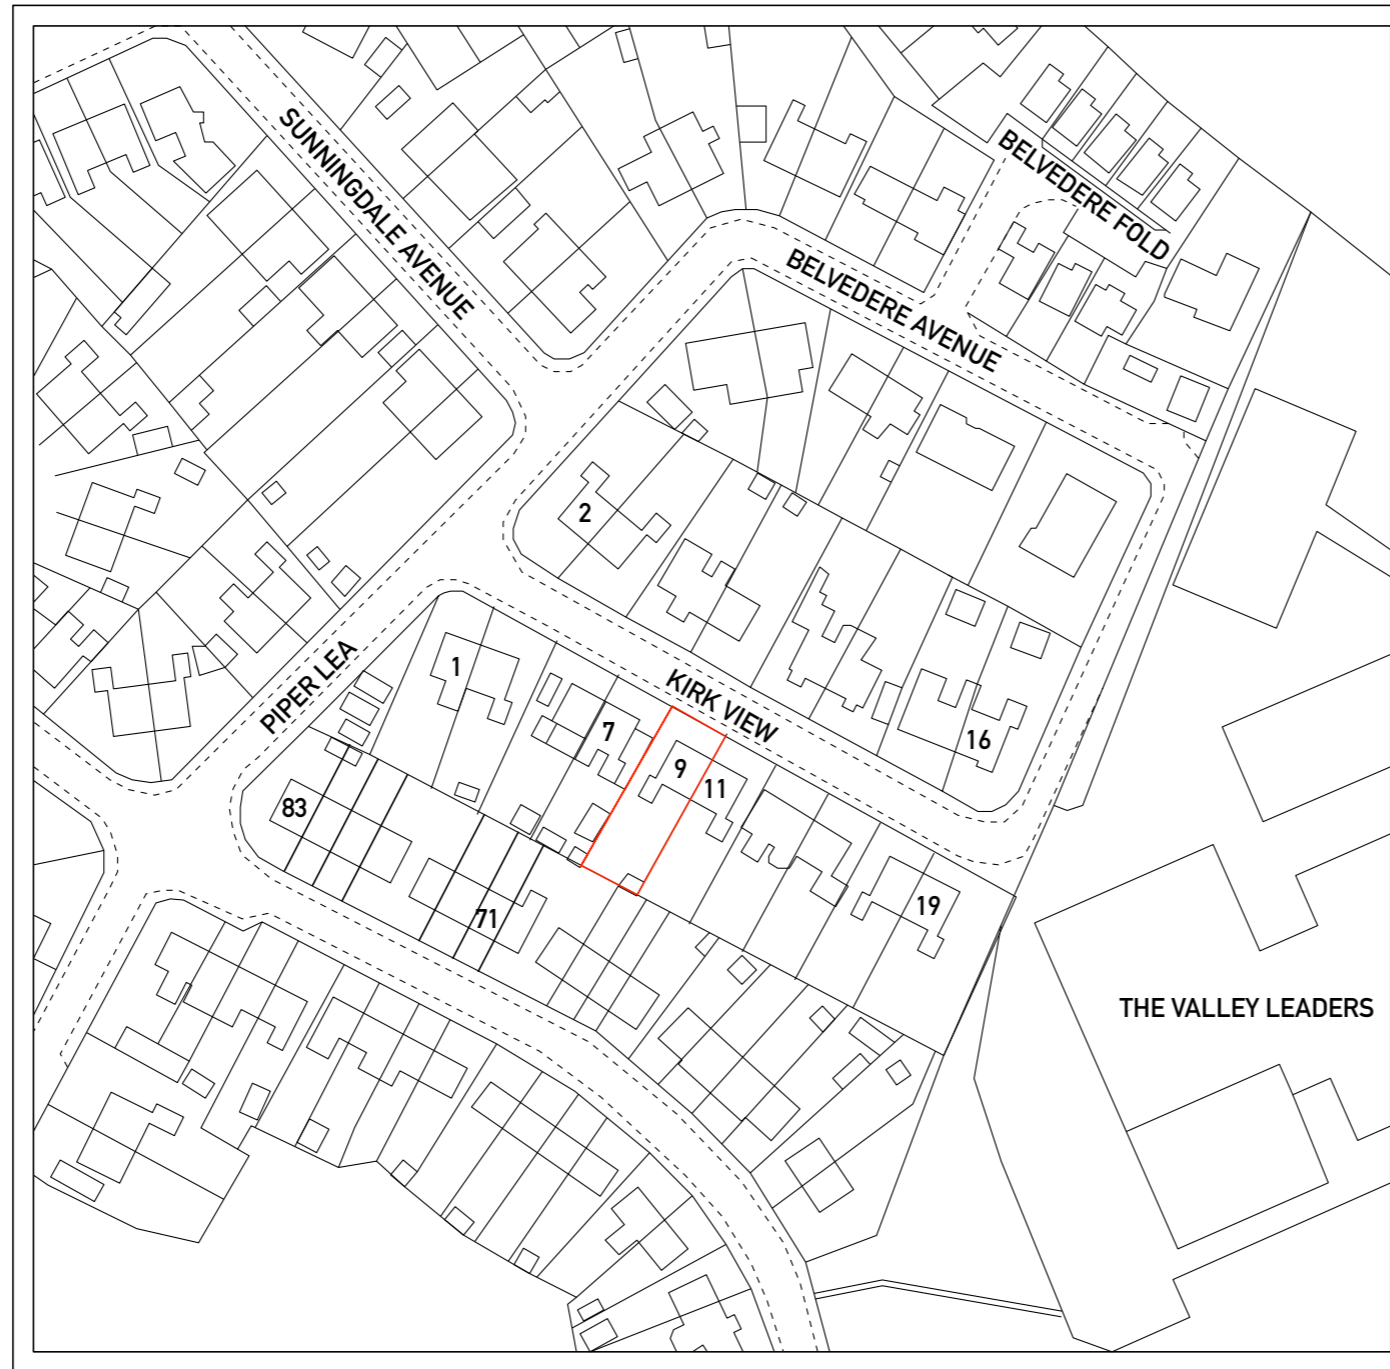 SUNNINGDALE AVENUE
BELVEDERE FOLD
BELVEDERE AVENUE
2
KIRK VIEW
PIPER LEA
1
7
9
11
16
83
71
19
THE VALLEY LEADERS